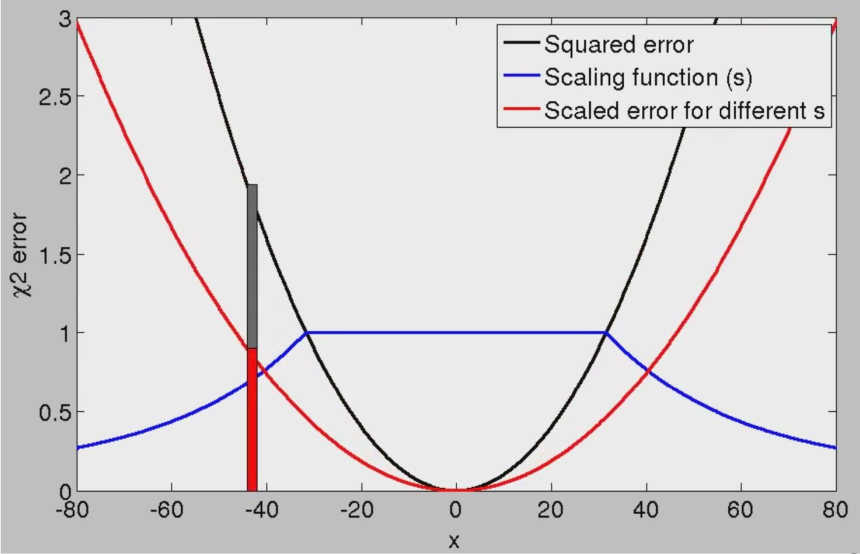 Squared error
Scaling function (s)
Scaled error for different s
3
2.5
2
1.5
1
0.5
0
χ2 error
-80 -60 -40 -20 0 20 40 60 80
x